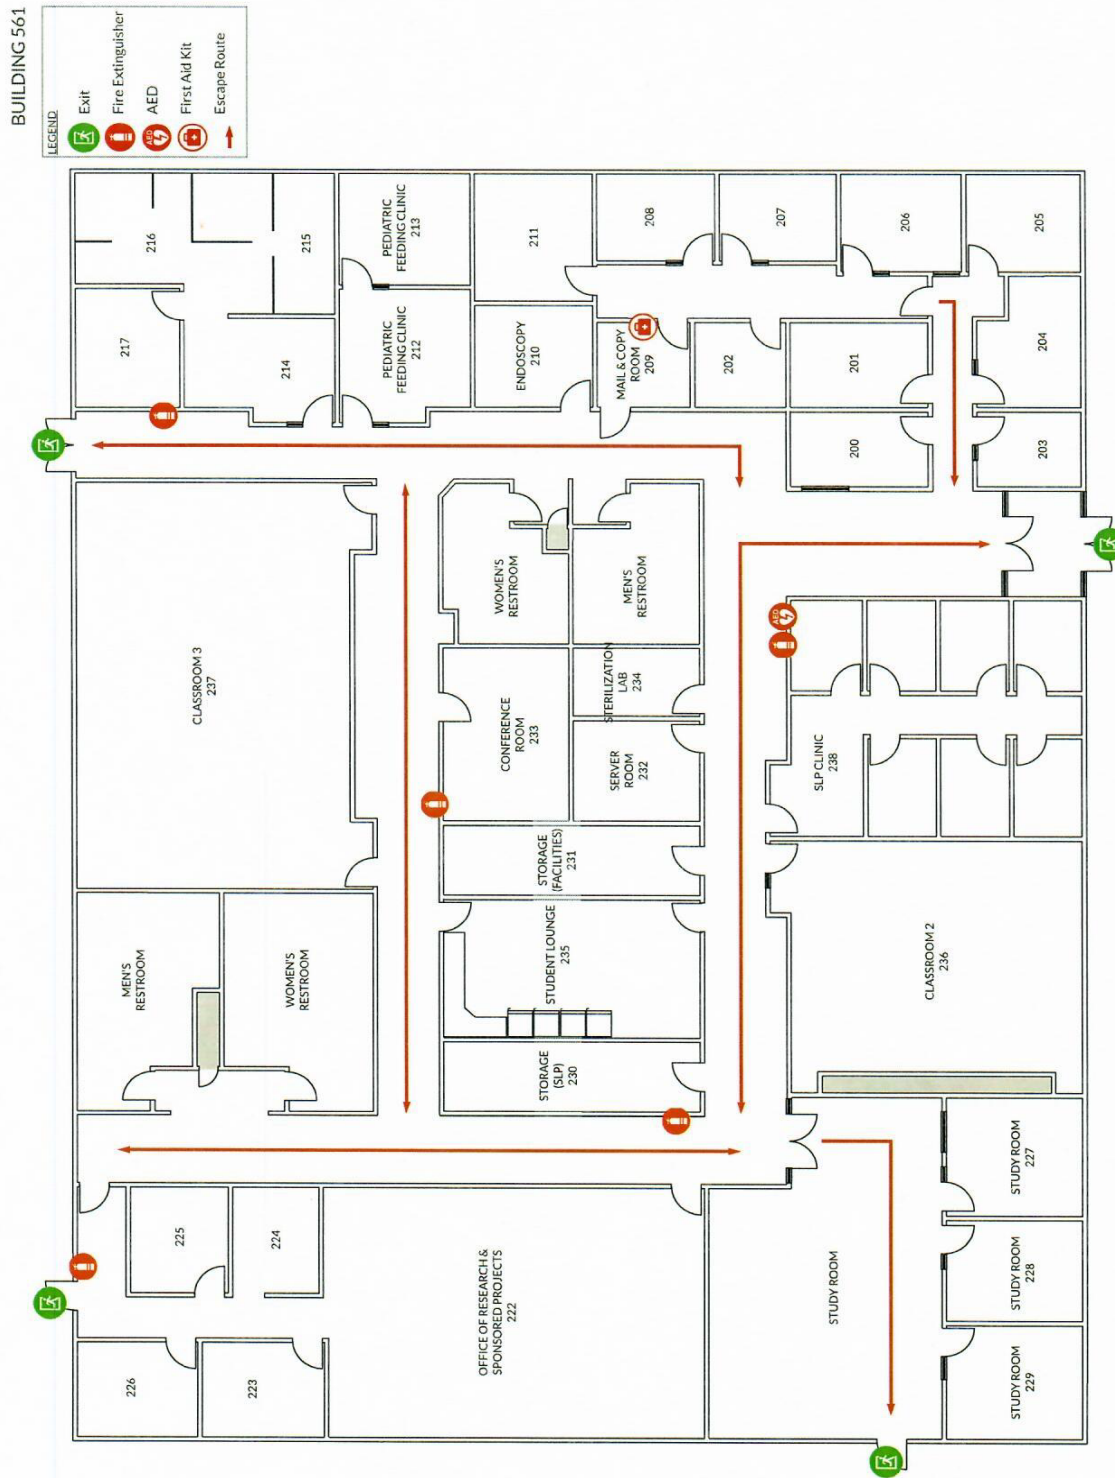 BUILDING 561
LEGEND
Exit
Fire Extinguisher
AED
First Aid Kit
Escape Route
226
225
MEN'S
RESTROOM
CLASSROOM 3
237
217
216
223
224
WOMEN'S
RESTROOM
214
215
OFFICE OF RESEARCH &
SPONSORED PROJECTS
222
STORAGE
(SLP)
230
STUDENT LOUNGE
235
STORAGE
(FACILITIES)
231
CONFERENCE
ROOM
233
WOMEN'S
RESTROOM
PEDIATRIC
FEEDING CLINIC
212
PEDIATRIC
FEEDING CLINIC
213
SERVER
ROOM
232
STERILIZATION
LAB
234
MEN'S
RESTROOM
ENDOSCOPY
210
211
MAIL & COPY
ROOM
209
208
202
207
STUDY ROOM
SLP CLINIC
238
AED
200
201
206
CLASSROOM 2
236
STUDY ROOM
229
STUDY ROOM
228
STUDY ROOM
227
203
204
205